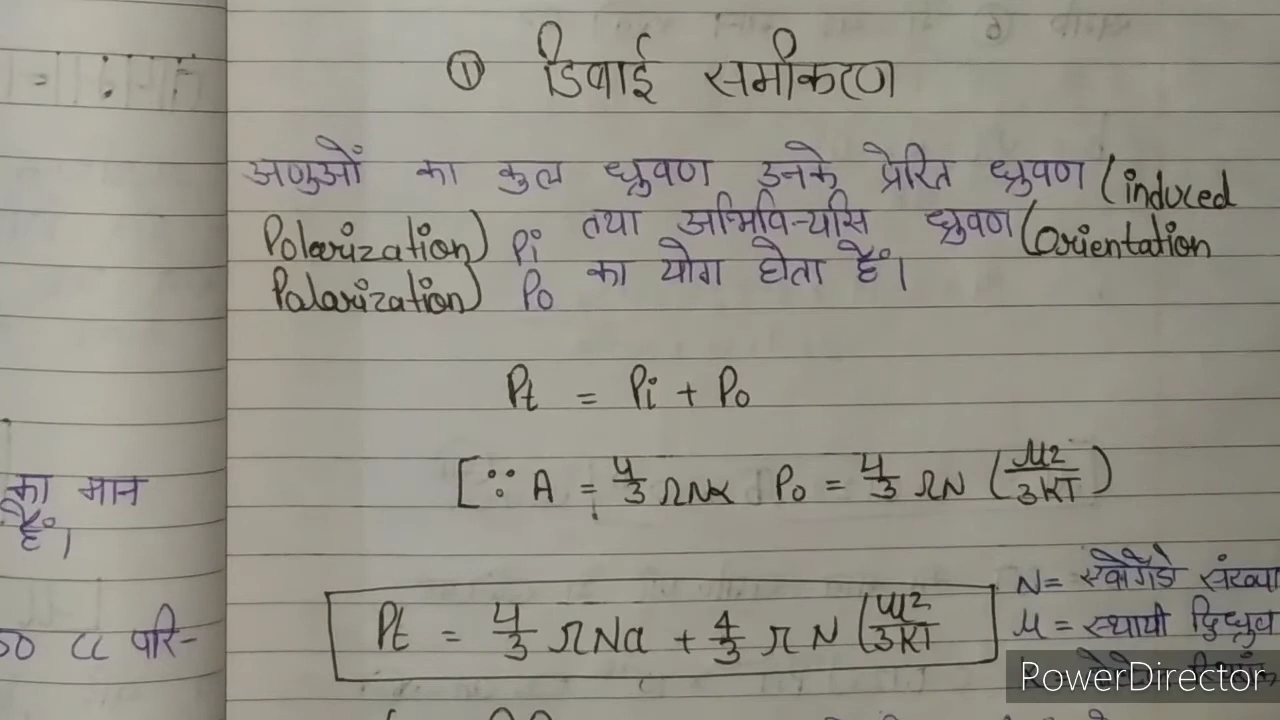 ① डिबाई समीकरण
अणुओं का कुल ध्रुवण उनके प्रेरित ध्रुवण (induced
Polarization) Pi तथा अभिविन्यास ध्रुवण (orientation
Palarization) Po का योग होता हैं।
Pt = Pi + Po
[∵ A = 4/3 πNα Po = 4/3 πN (μ2/3KT)
Pt = 4/3 πNα + 4/3 πN (μ2/3KT
N = एवोगेड्रो संख्या
μ = स्थायी द्विध्रुव
का मान
हैं।
50 CC परि-
PowerDirector